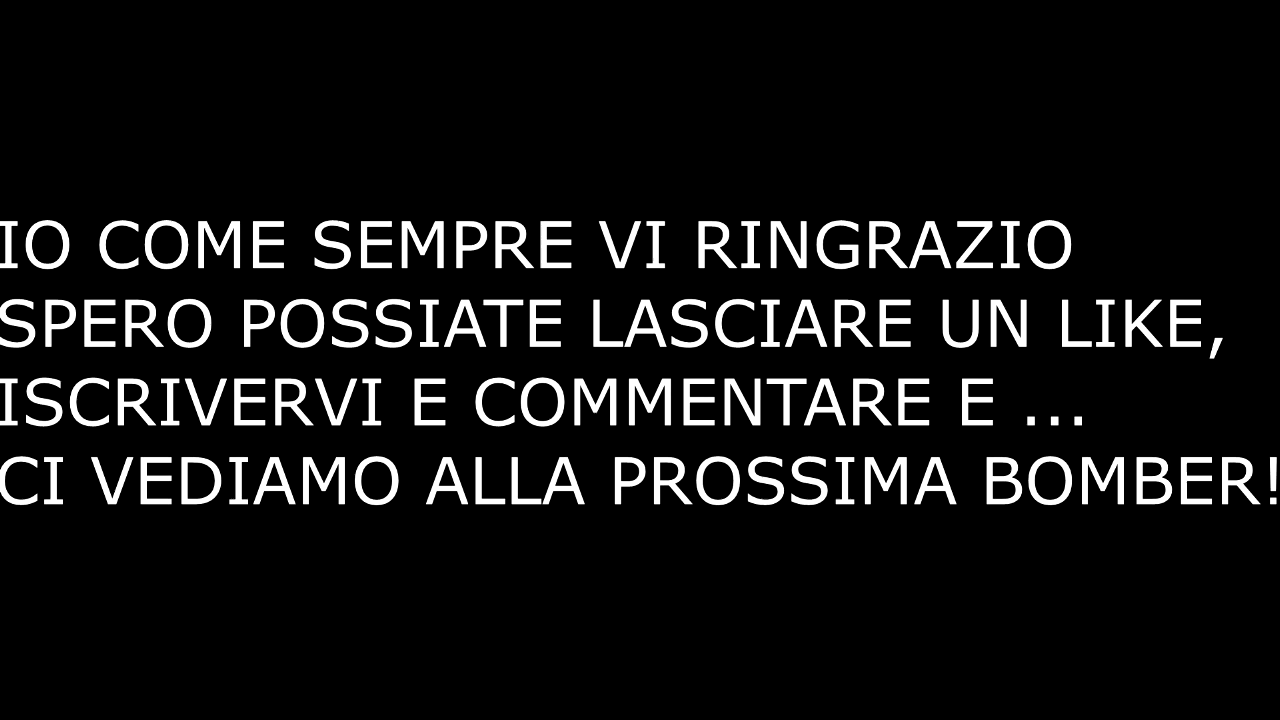 IO COME SEMPRE VI RINGRAZIO
SPERO POSSIATE LASCIARE UN LIKE,
ISCRIVERVI E COMMENTARE E ...
CI VEDIAMO ALLA PROSSIMA BOMBER!